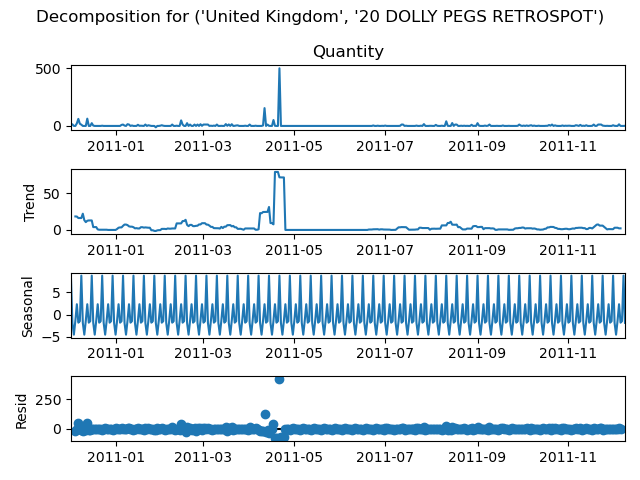 Decomposition for ('United Kingdom', '20 DOLLY PEGS RETROSPOT')
Quantity
500
0
2011-01 2011-03 2011-05 2011-07 2011-09 2011-11
Trend
50
0
2011-01 2011-03 2011-05 2011-07 2011-09 2011-11
Seasonal
5
0
−5
2011-01 2011-03 2011-05 2011-07 2011-09 2011-11
Resid
250
0
2011-01 2011-03 2011-05 2011-07 2011-09 2011-11